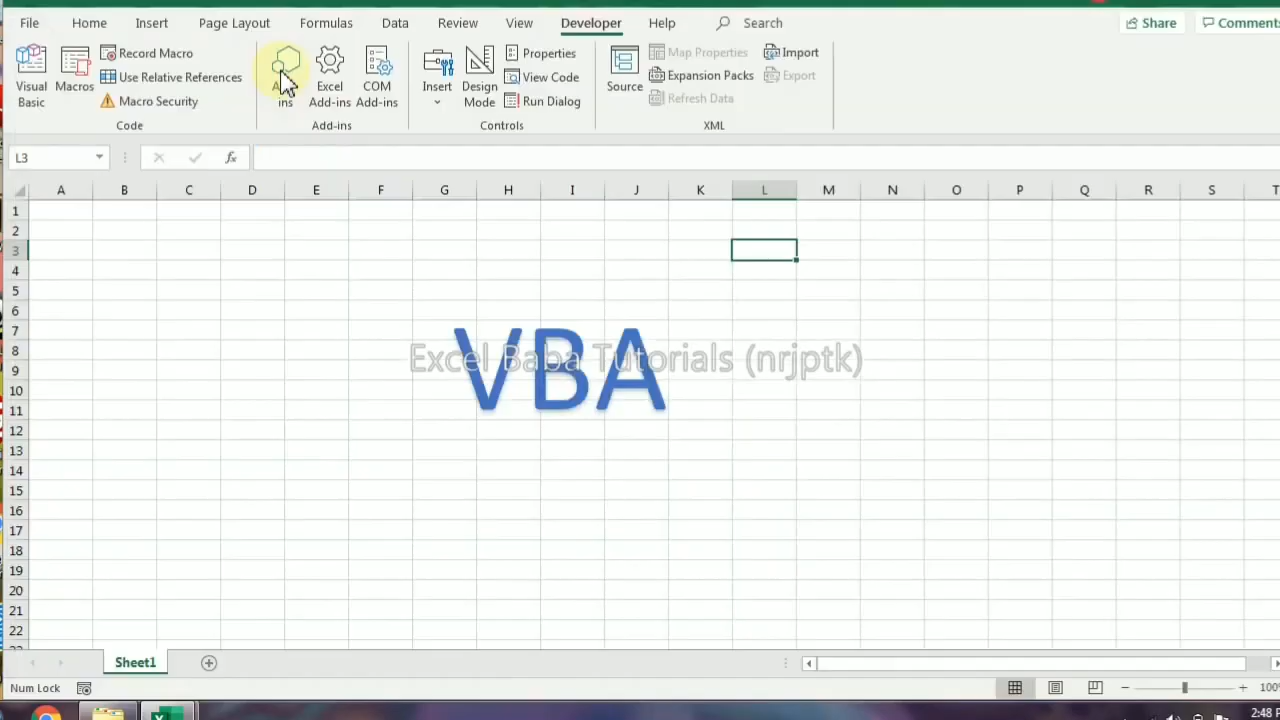 File Home Insert Page Layout Formulas Data Review View Developer Help Search Share
Visual Basic
Macros
Record Macro
Use Relative References
Macro Security
Code
ins
Excel Add-ins
COM Add-ins
Add-ins
Insert
Design Mode
Properties
View Code
Run Dialog
Controls
Source
Map Properties
Expansion Packs
Refresh Data
Import
Export
XML
L3
fx
A B C D E F G H I J K L M N O P Q R S T
1
2
3
4
5
6
7
8
9
10
11
12
13
14
15
16
17
18
19
20
21
22
VBA
Excel Baba Tutorials (nrjptk)
Sheet1
Num Lock